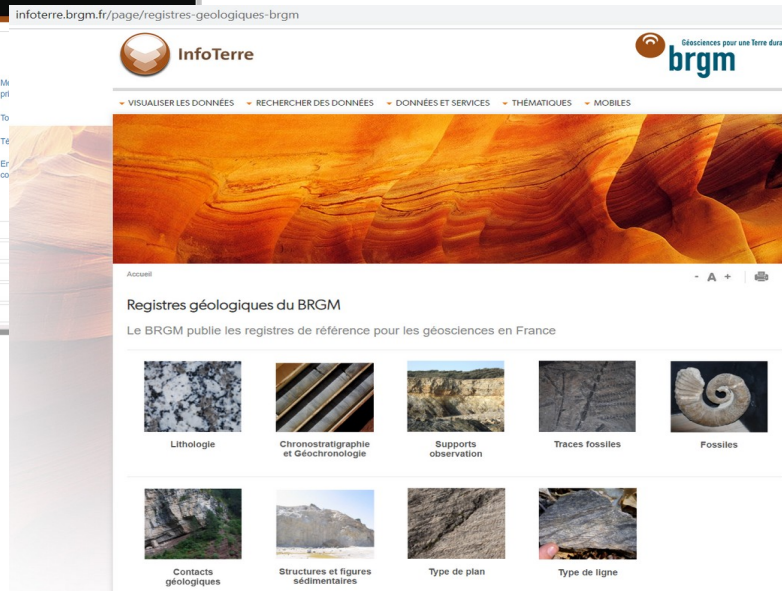 infoterre.brgm.fr/page/registres-geologiques-brgm
InfoTerre
Géosciences pour une Terre dura
brgm
VISUALISER LES DONNÉES RECHERCHER DES DONNÉES DONNÉES ET SERVICES THÉMATIQUES MOBILES
Accueil
- A +
Registres géologiques du BRGM
Le BRGM publie les registres de référence pour les géosciences en France
Lithologie
Chronostratigraphie
et Géochronologie
Supports
observation
Traces fossiles
Fossiles
Contacts
géologiques
Structures et figures
sédimentaires
Type de plan
Type de ligne